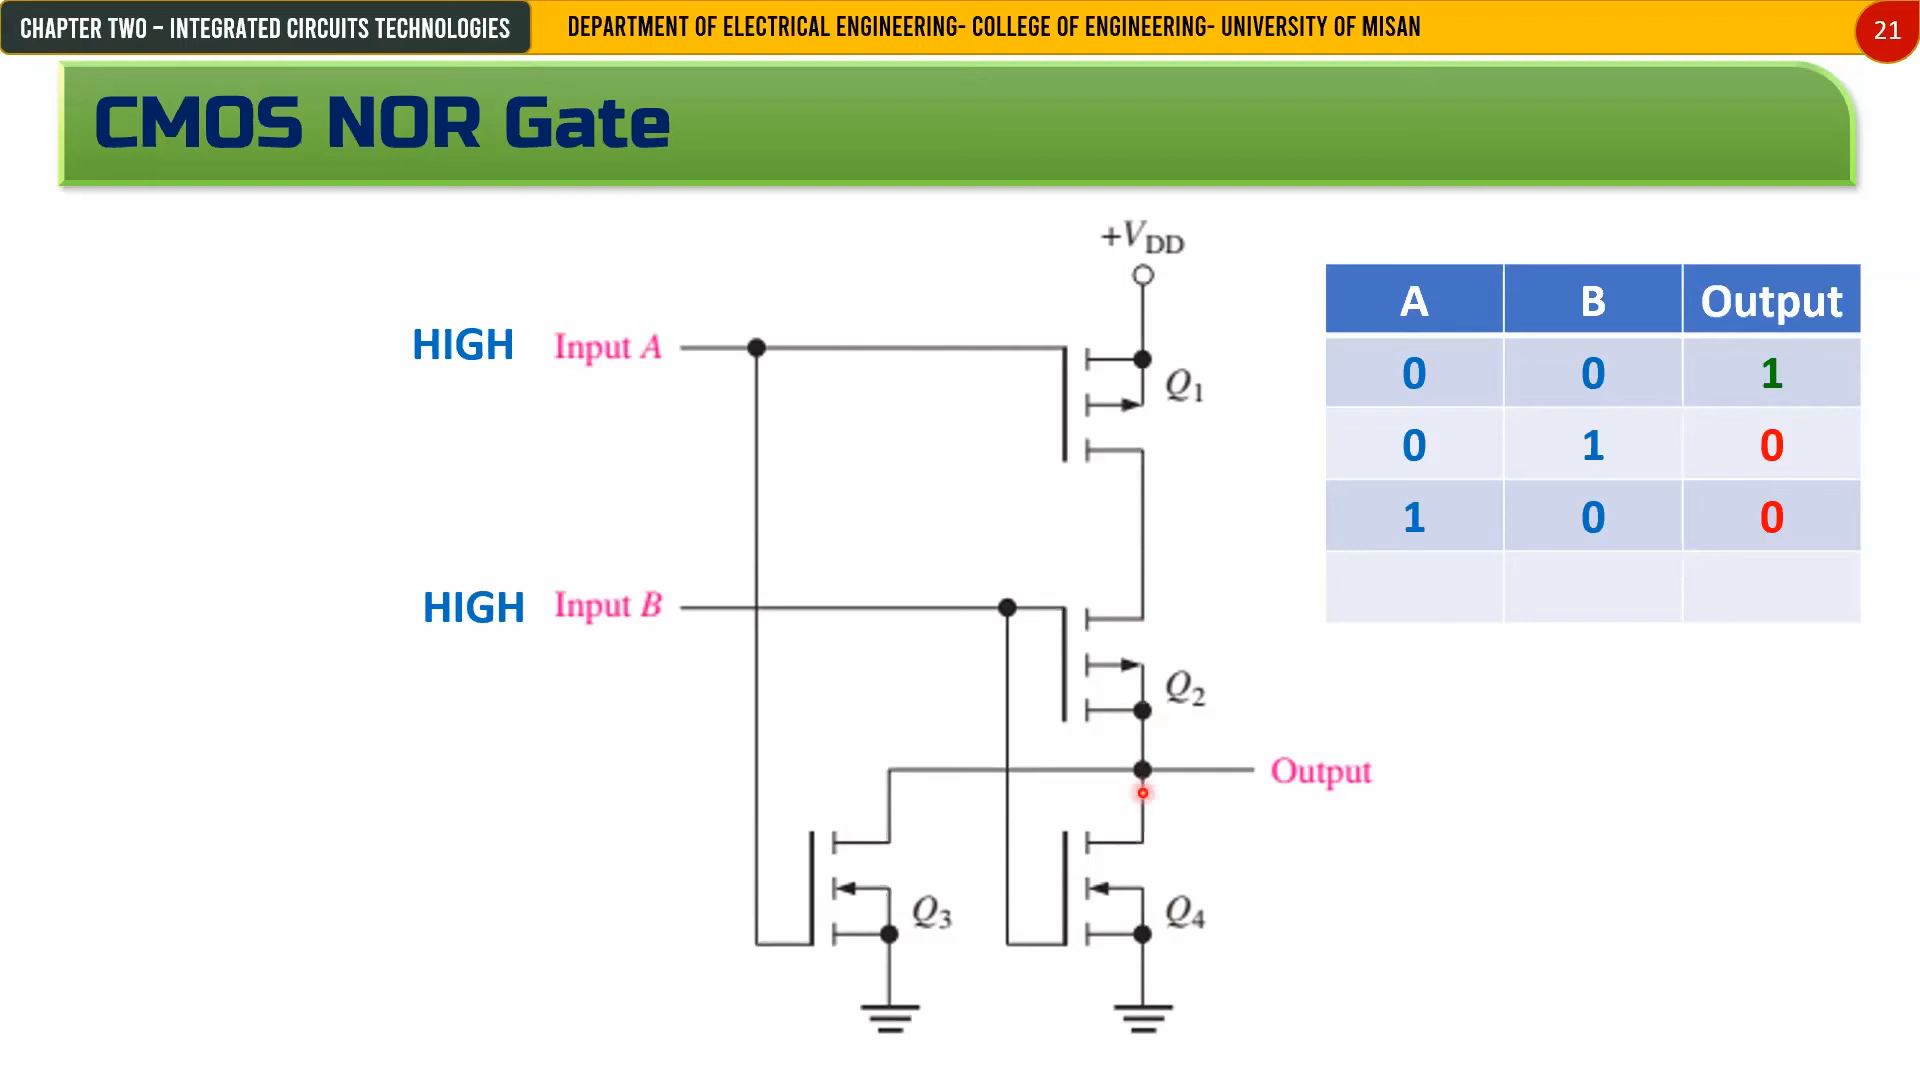 CHAPTER TWO – INTEGRATED CIRCUITS TECHNOLOGIES
DEPARTMENT OF ELECTRICAL ENGINEERING- COLLEGE OF ENGINEERING- UNIVERSITY OF MISAN
21
CMOS NOR Gate
+VDD
HIGH Input A
Q1
HIGH Input B
Q2
Output
Q3
Q4
A B Output
0 0 1
0 1 0
1 0 0